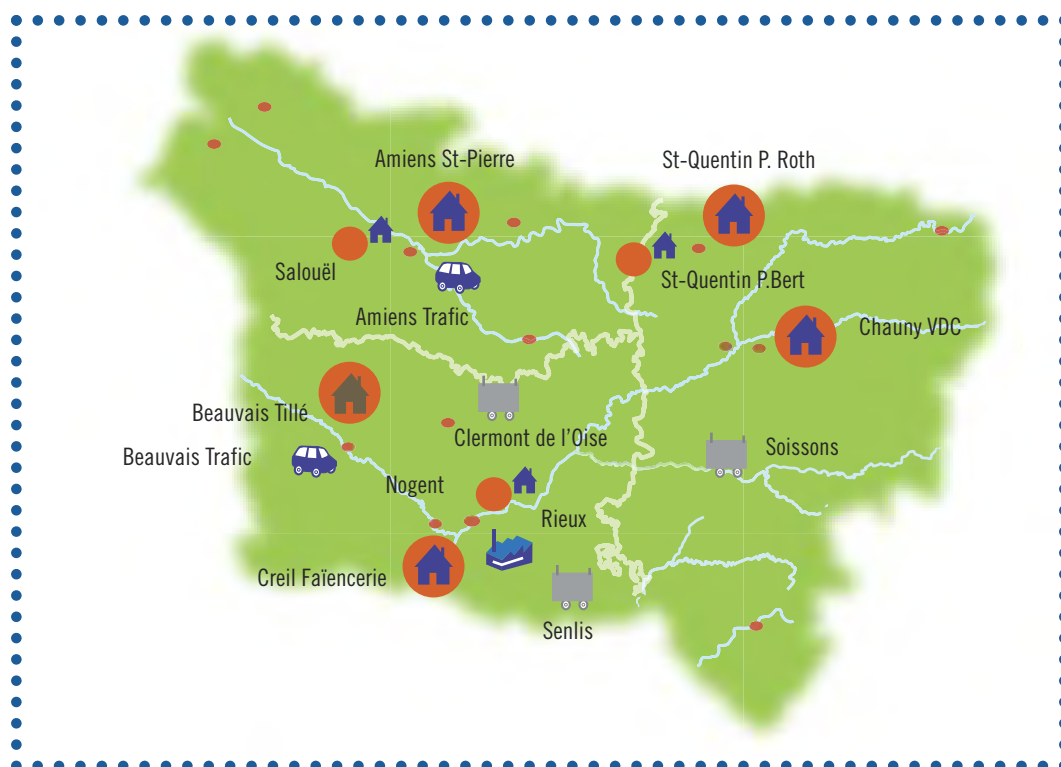 Amiens St-Pierre
St-Quentin P. Roth
Salouël
St-Quentin P.Bert
Amiens Trafic
Chauny VDC
Beauvais Tillé
Clermont de l'Oise
Soissons
Beauvais Trafic
Nogent
Rieux
Creil Faïencerie
Senlis